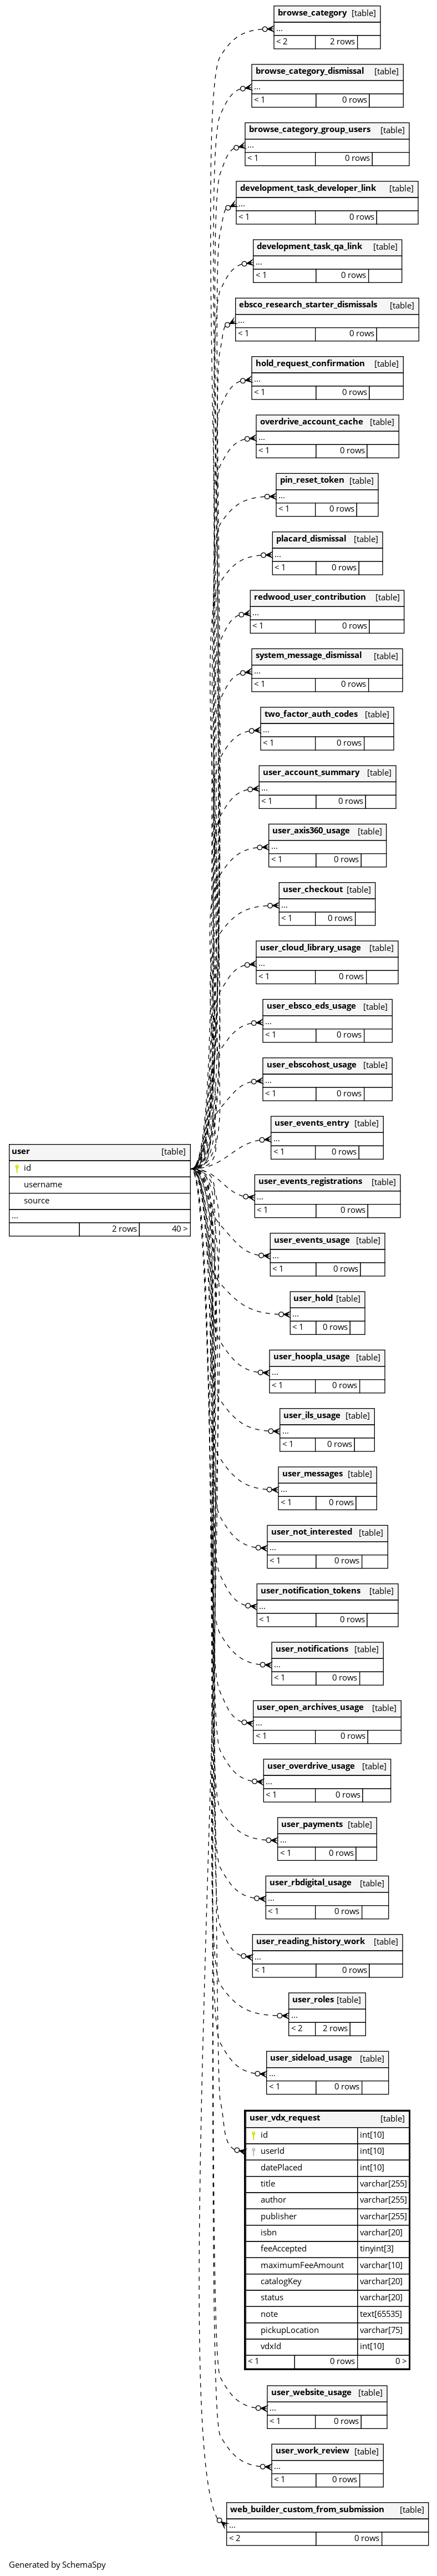 browse_category [table]
...
< 2 2 rows
browse_category_dismissal [table]
...
< 1 0 rows
browse_category_group_users [table]
...
< 1 0 rows
development_task_developer_link [table]
...
< 1 0 rows
development_task_qa_link [table]
...
< 1 0 rows
ebsco_research_starter_dismissals [table]
...
< 1 0 rows
hold_request_confirmation [table]
...
< 1 0 rows
overdrive_account_cache [table]
...
< 1 0 rows
pin_reset_token [table]
...
< 1 0 rows
placard_dismissal [table]
...
< 1 0 rows
redwood_user_contribution [table]
...
< 1 0 rows
system_message_dismissal [table]
...
< 1 0 rows
two_factor_auth_codes [table]
...
< 1 0 rows
user_account_summary [table]
...
< 1 0 rows
user_axis360_usage [table]
...
< 1 0 rows
user_checkout [table]
...
< 1 0 rows
user_cloud_library_usage [table]
...
< 1 0 rows
user_ebsco_eds_usage [table]
...
< 1 0 rows
user_ebscohost_usage [table]
...
< 1 0 rows
user_events_entry [table]
...
< 1 0 rows
user [table]
id
username
source
...
2 rows 40 >
user_events_registrations [table]
...
< 1 0 rows
user_events_usage [table]
...
< 1 0 rows
user_hold [table]
...
< 1 0 rows
user_hoopla_usage [table]
...
< 1 0 rows
user_ils_usage [table]
...
< 1 0 rows
user_messages [table]
...
< 1 0 rows
user_not_interested [table]
...
< 1 0 rows
user_notification_tokens [table]
...
< 1 0 rows
user_notifications [table]
...
< 1 0 rows
user_open_archives_usage [table]
...
< 1 0 rows
user_overdrive_usage [table]
...
< 1 0 rows
user_payments [table]
...
< 1 0 rows
user_rbdigital_usage [table]
...
< 1 0 rows
user_reading_history_work [table]
...
< 1 0 rows
user_roles [table]
...
< 2 2 rows
user_sideload_usage [table]
...
< 1 0 rows
user_vdx_request [table]
id int[10]
userId int[10]
datePlaced int[10]
title varchar[255]
author varchar[255]
publisher varchar[255]
isbn varchar[20]
feeAccepted tinyint[3]
maximumFeeAmount varchar[10]
catalogKey varchar[20]
status varchar[20]
note text[65535]
pickupLocation varchar[75]
vdxId int[10]
< 1 0 rows 0 >
user_website_usage [table]
...
< 1 0 rows
user_work_review [table]
...
< 1 0 rows
web_builder_custom_from_submission [table]
...
< 2 0 rows
Generated by SchemaSpy